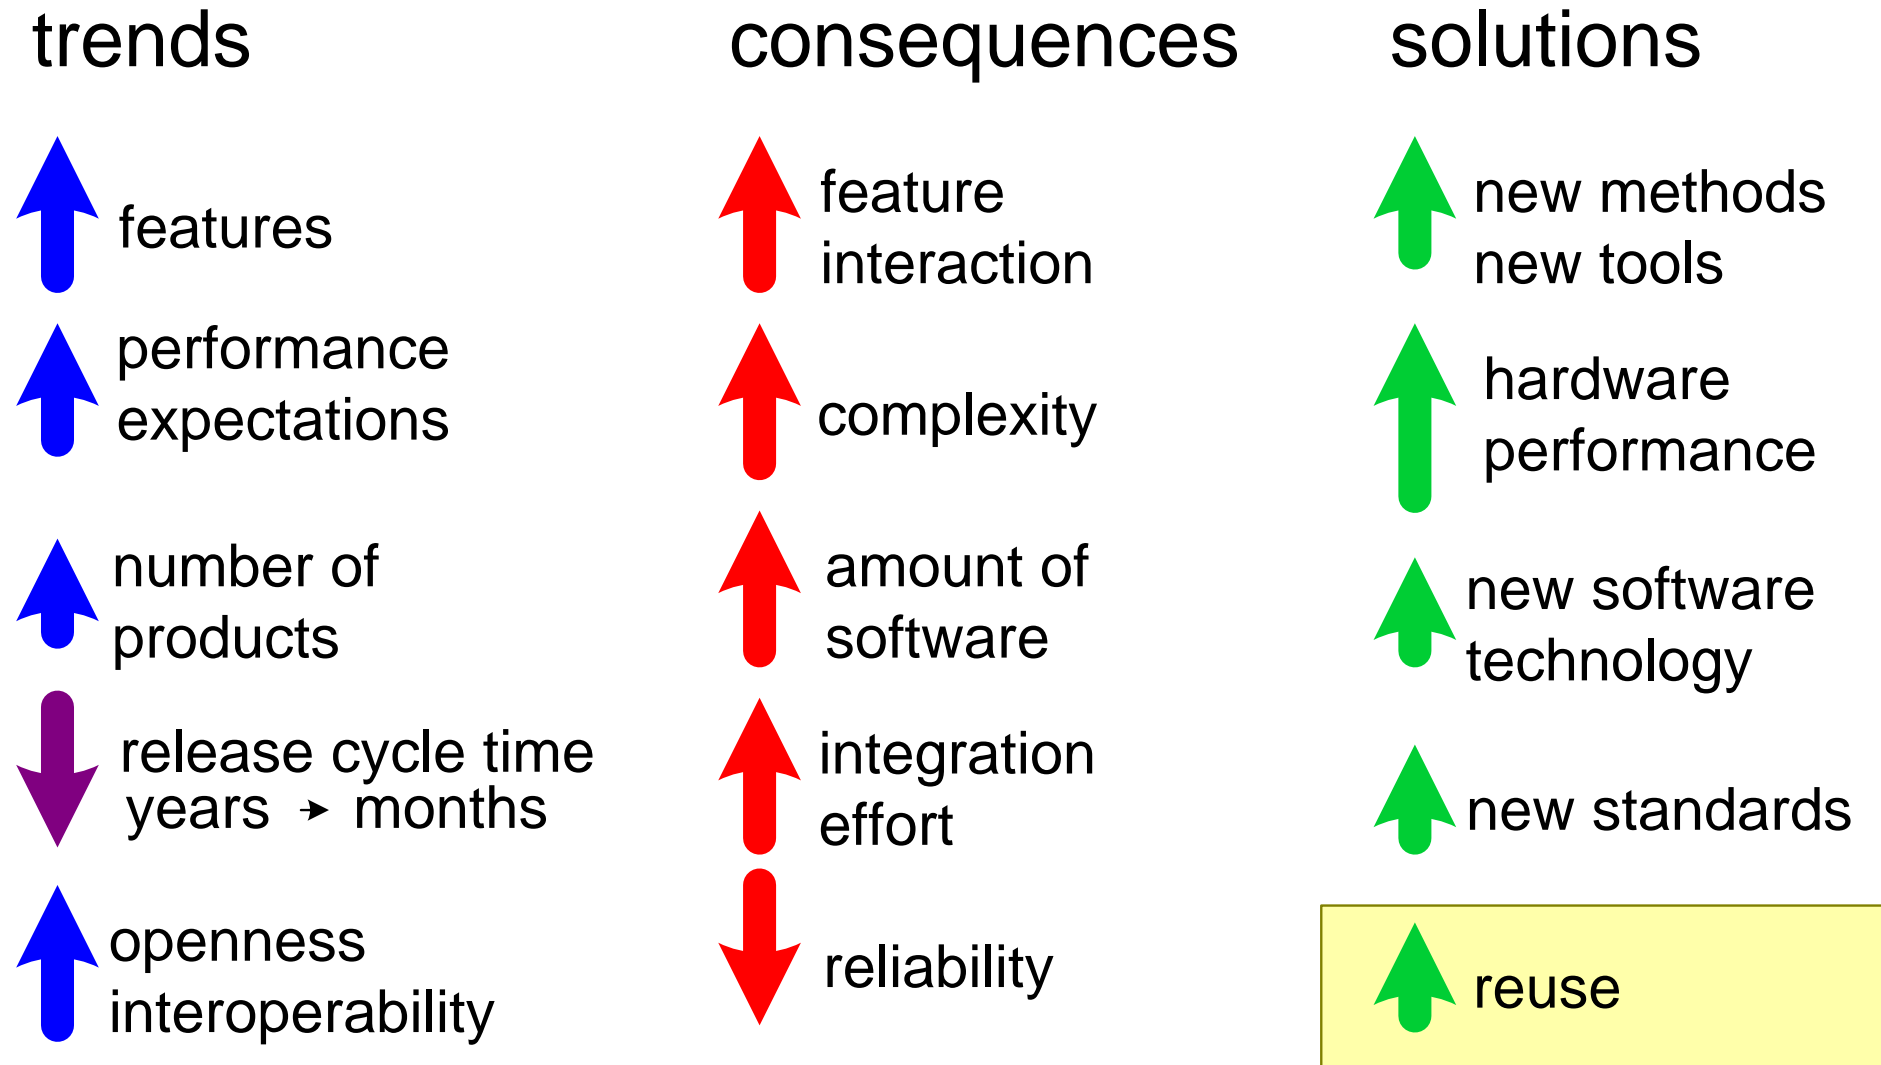 trends
features
performance
expectations
number of
products
release cycle time
years → months
openness
interoperability
consequences
feature
interaction
complexity
amount of
software
integration
effort
reliability
solutions
new methods
new tools
hardware
performance
new software
technology
new standards
reuse